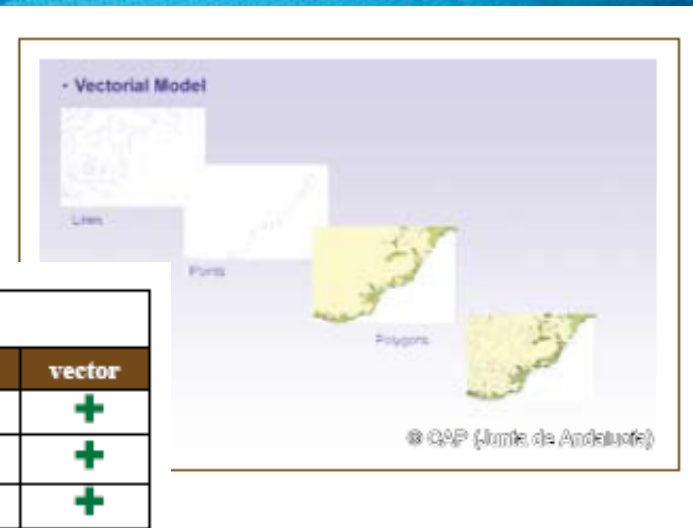 · Vectorial Model
Lines
Points
Polygons
vector
© CAP (Junta de Andalucía)